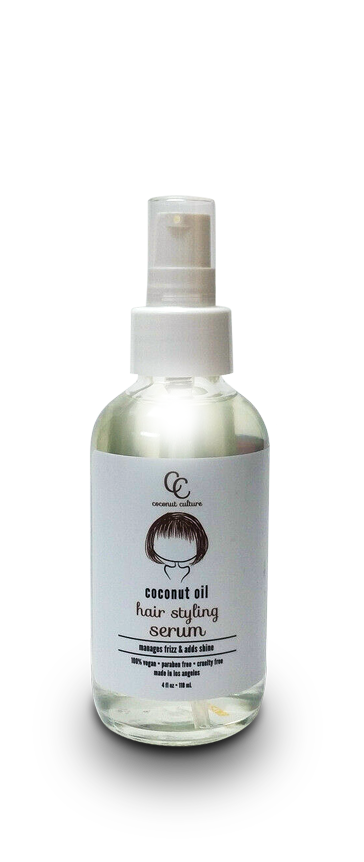 CC
coconut culture
coconut oil
hair styling
serum
manages frizz & adds shine
100% vegan • paraben free • cruelty free
made in los angeles
4 fl oz • 118 mL